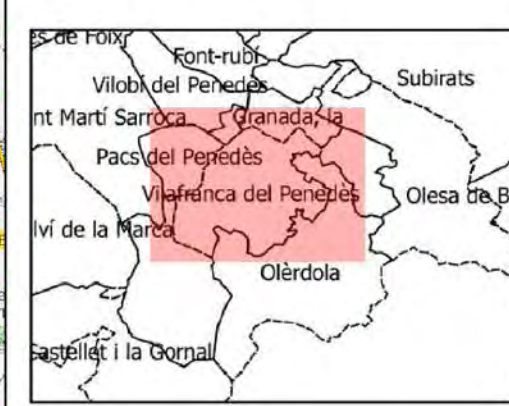 es de Foix
Font-rubí
Vilobí del Penedès
Subirats
nt Martí Sarroca
Granada, la
Pacs del Penedès
Vilafranca del Penedès
Olesa de B
lví de la Marca
Olèrdola
Castellet i la Gornal